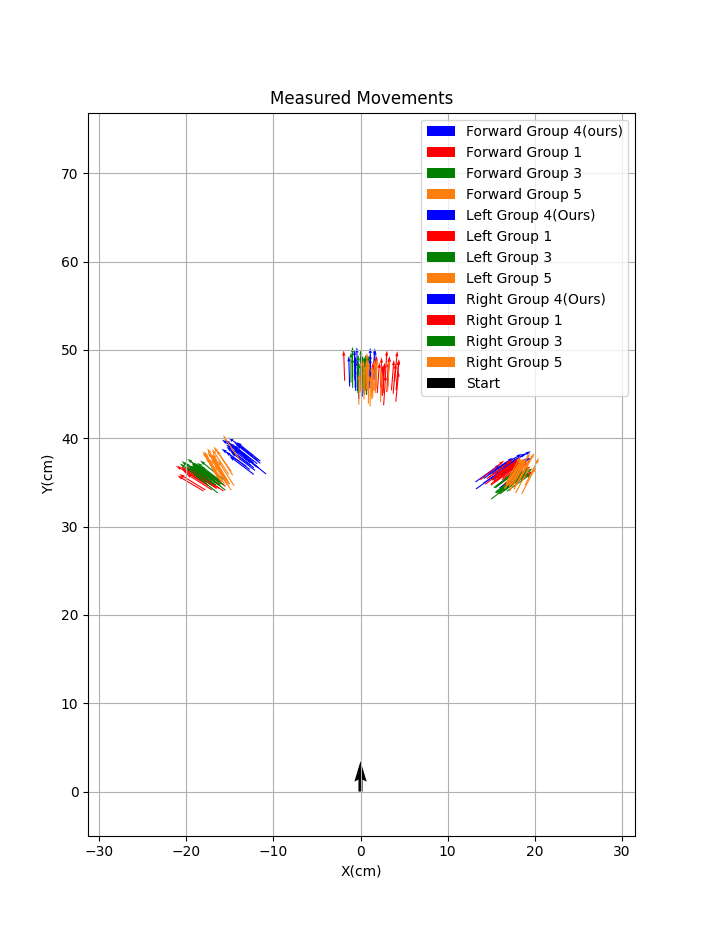 Measured Movements
Forward Group 4(ours)
Forward Group 1
Forward Group 3
Forward Group 5
Left Group 4(Ours)
Left Group 1
Left Group 3
Left Group 5
Right Group 4(Ours)
Right Group 1
Right Group 3
Right Group 5
Start
70
60
50
40
30
20
10
0
Y(cm)
−30 −20 −10 0 10 20 30
X(cm)